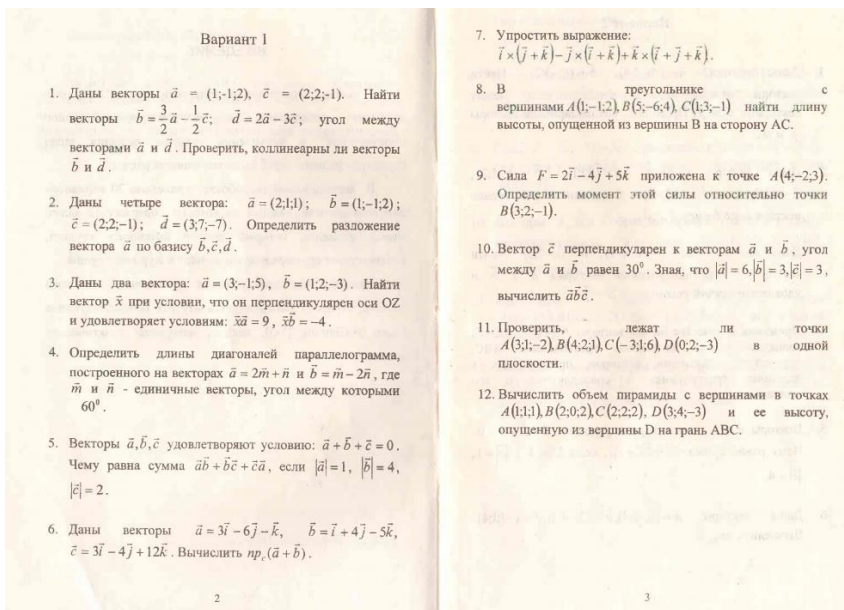 Вариант 1
1. Даны векторы a⃗ = (1;-1;2), c⃗ = (2;2;-1). Найти
векторы b⃗ = 3/2 a⃗ − 1/2 c⃗; d⃗ = 2a⃗ − 3c⃗; угол между
векторами a⃗ и d⃗. Проверить, коллинеарны ли векторы
b⃗ и d⃗.
2. Даны четыре вектора: a⃗ = (2;1;1); b⃗ = (1;−1;2);
c⃗ = (2;2;−1); d⃗ = (3;7;−7). Определить разложение
вектора a⃗ по базису b⃗,c⃗,d⃗.
3. Даны два вектора: a⃗ = (3;−1;5), b⃗ = (1;2;−3). Найти
вектор x⃗ при условии, что он перпендикулярен оси OZ
и удовлетворяет условиям: x⃗a⃗ = 9, x⃗b⃗ = −4.
4. Определить длины диагоналей параллелограмма,
построенного на векторах a⃗ = 2m⃗ + n⃗ и b⃗ = m⃗ − 2n⃗, где
m⃗ и n⃗ - единичные векторы, угол между которыми
60⁰.
5. Векторы a⃗,b⃗,c⃗ удовлетворяют условию: a⃗ + b⃗ + c⃗ = 0.
Чему равна сумма a⃗b⃗ + b⃗c⃗ + c⃗a⃗, если |a⃗| = 1, |b⃗| = 4,
|c⃗| = 2.
6. Даны векторы a⃗ = 3i⃗ − 6j⃗ − k⃗, b⃗ = i⃗ + 4j⃗ − 5k⃗,
c⃗ = 3i⃗ − 4j⃗ + 12k⃗. Вычислить пр_c(a⃗ + b⃗).
2
7. Упростить выражение:
i⃗ × (j⃗ + k⃗) − j⃗ × (i⃗ + k⃗) + k⃗ × (i⃗ + j⃗ + k⃗).
8. В треугольнике с
вершинами A(1;−1;2), B(5;−6;4), C(1;3;−1) найти длину
высоты, опущенной из вершины В на сторону АС.
9. Сила F = 2i⃗ − 4j⃗ + 5k⃗ приложена к точке A(4;−2;3).
Определить момент этой силы относительно точки
B(3;2;−1).
10. Вектор c⃗ перпендикулярен к векторам a⃗ и b⃗, угол
между a⃗ и b⃗ равен 30⁰. Зная, что |a⃗| = 6, |b⃗| = 3, |c⃗| = 3,
вычислить a⃗b⃗c⃗.
11. Проверить, лежат ли точки
A(3;1;−2), B(4;2;1), C(−3;1;6), D(0;2;−3) в одной
плоскости.
12. Вычислить объем пирамиды с вершинами в точках
A(1;1;1), B(2;0;2), C(2;2;2), D(3;4;−3) и ее высоту,
опущенную из вершины D на грань АВС.
3